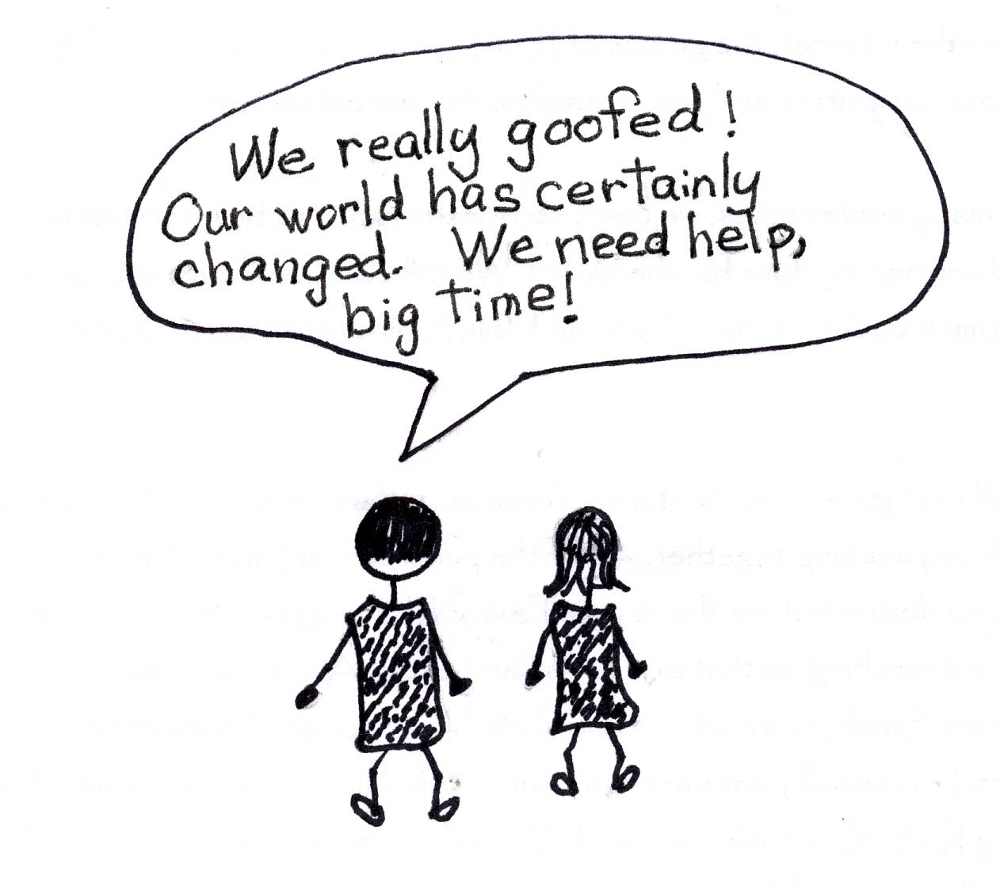 We really goofed!
Our world has certainly
changed. We need help,
big time!